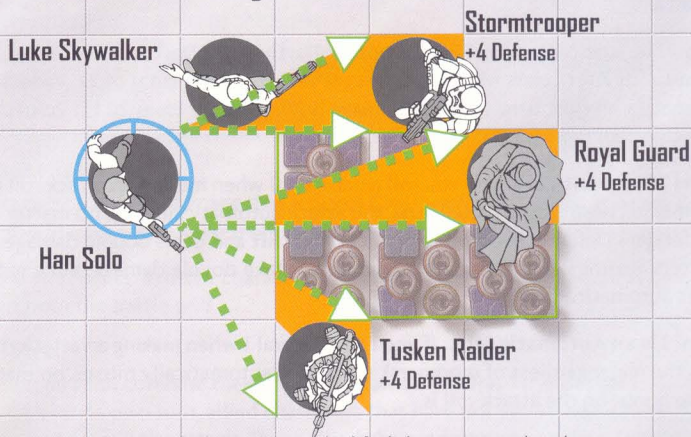 Stormtrooper
+4 Defense
Luke Skywalker
Royal Guard
+4 Defense
Han Solo
Tusken Raider
+4 Defense